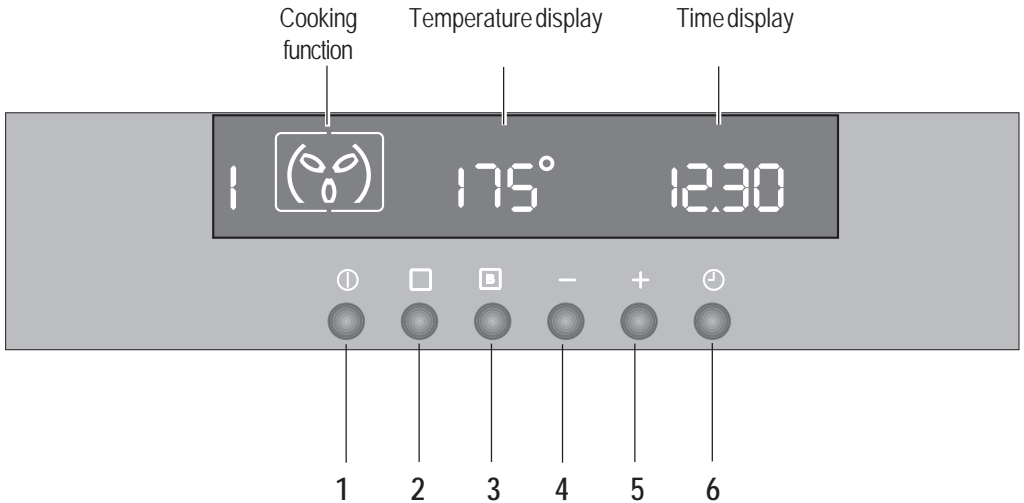 Cooking function
Temperature display
Time display
1
175°
12.30
B
− +
1 2 3 4 5 6